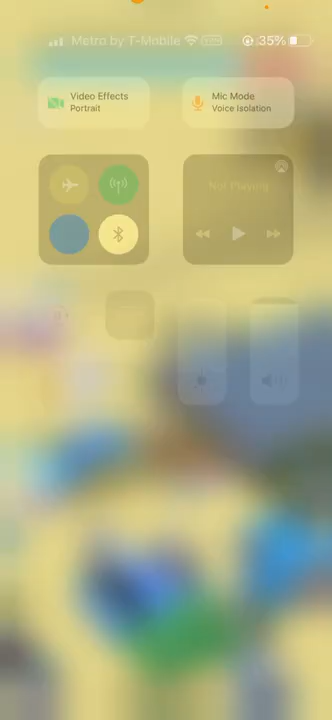 Metro by T-Mobile 35%
Video Effects
Portrait
Mic Mode
Voice Isolation
Not Playing